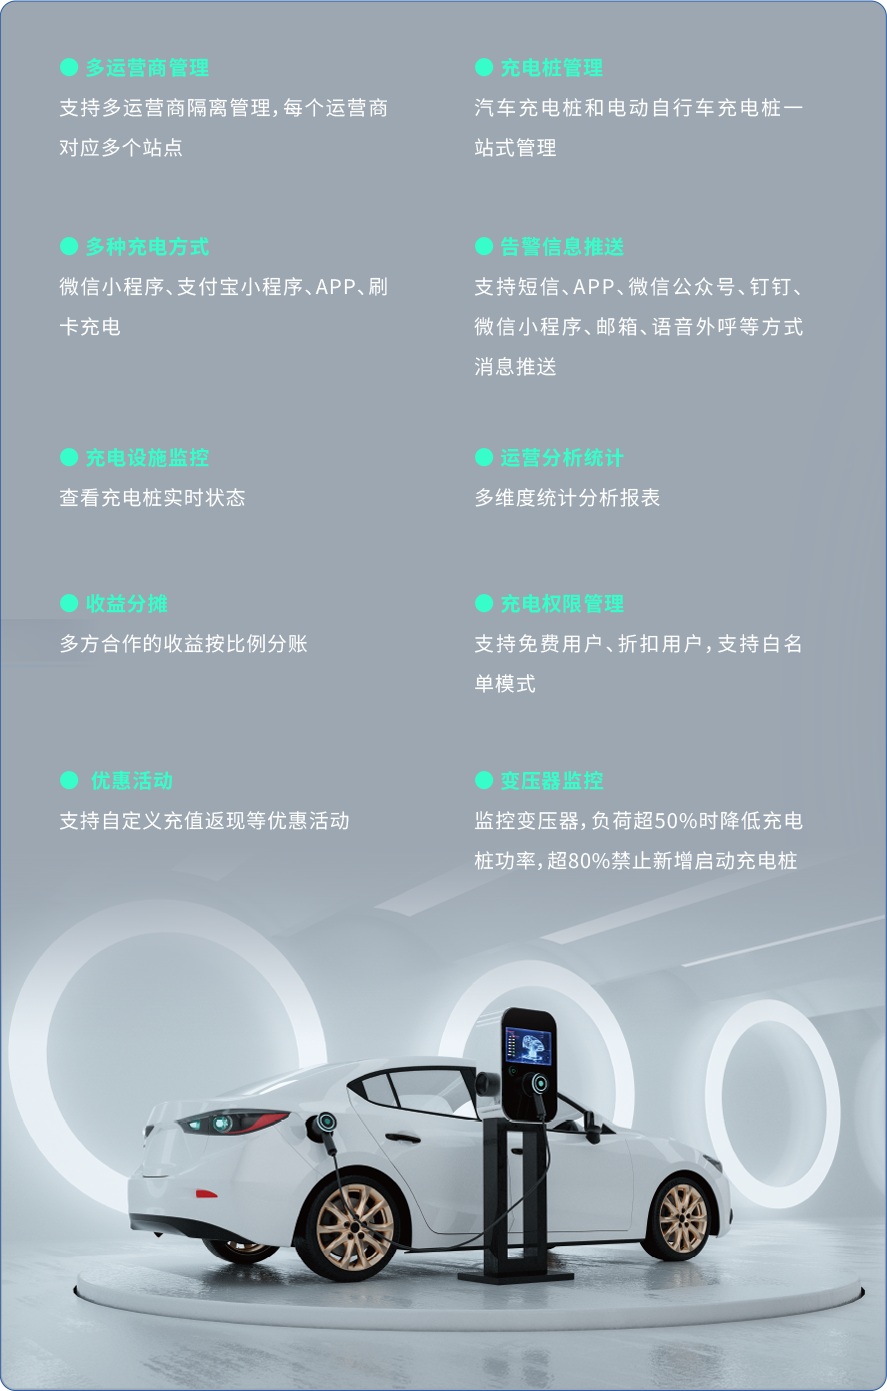 多运营商管理
支持多运营商隔离管理，每个运营商
对应多个站点
充电桩管理
汽车充电桩和电动自行车充电桩一
站式管理
多种充电方式
微信小程序、支付宝小程序、APP、刷
卡充电
告警信息推送
支持短信、APP、微信公众号、钉钉、
微信小程序、邮箱、语音外呼等方式
消息推送
充电设施监控
查看充电桩实时状态
运营分析统计
多维度统计分析报表
收益分摊
多方合作的收益按比例分账
充电权限管理
支持免费用户、折扣用户，支持白名
单模式
优惠活动
支持自定义充值返现等优惠活动
变压器监控
监控变压器，负荷超50%时降低充电
桩功率，超80%禁止新增启动充电桩